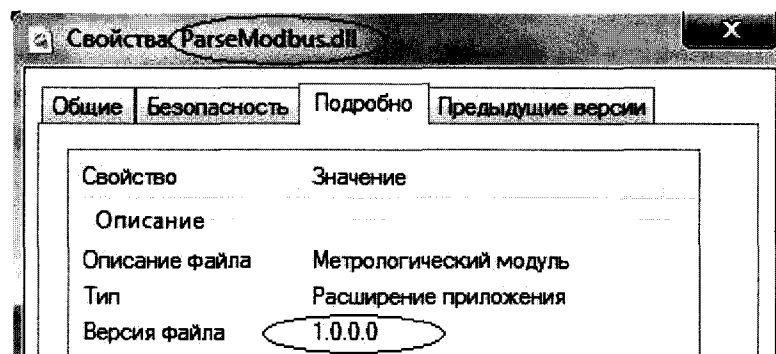 Свойства: ParseModbus.dll
X
Общие Безопасность Подробно Предыдущие версии
Свойство Значение
Описание
Описание файла Метрологический модуль
Тип Расширение приложения
Версия файла 1.0.0.0